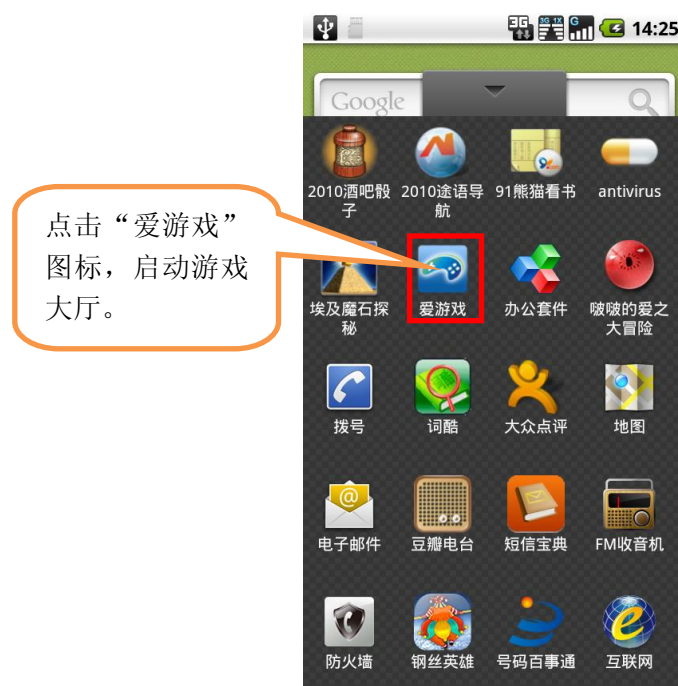 3G 3G 1X G 14:25
Google
2010酒吧骰
子
2010途语导
航
91熊猫看书
antivirus
点击“爱游戏”
图标，启动游戏
大厅。
埃及魔石探
秘
爱游戏
办公套件
啵啵的爱之
大冒险
拨号
词酷
大众点评
地图
电子邮件
豆瓣电台
短信宝典
FM收音机
防火墙
钢丝英雄
号码百事通
互联网